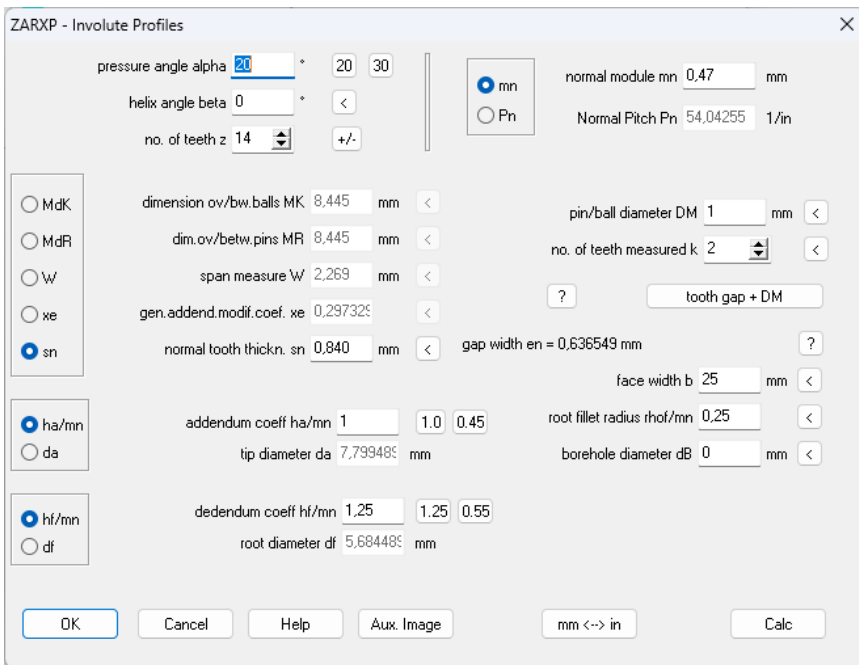 ZARXP - Involute Profiles
pressure angle alpha 20 ° 20 30
helix angle beta 0 ° <
no. of teeth z 14 +/-
mn
Pn
normal module mn 0,47 mm
Normal Pitch Pn 54,04255 1/in
MdK
MdR
W
xe
sn
dimension ov/bw.balls MK 8,445 mm <
dim.ov/betw.pins MR 8,445 mm <
span measure W 2,269 mm <
gen.addend.modif.coef. xe 0,297329 <
normal tooth thickn. sn 0,840 mm <
pin/ball diameter DM 1 mm <
no. of teeth measured k 2 <
? tooth gap + DM
gap width en = 0,636549 mm ?
face width b 25 mm <
root fillet radius rhof/mn 0,25 <
borehole diameter dB 0 mm <
ha/mn
da
addendum coeff ha/mn 1 1.0 0.45
tip diameter da 7,799489 mm
hf/mn
df
dedendum coeff hf/mn 1,25 1.25 0.55
root diameter df 5,684489 mm
OK Cancel Help Aux. Image mm <--> in Calc